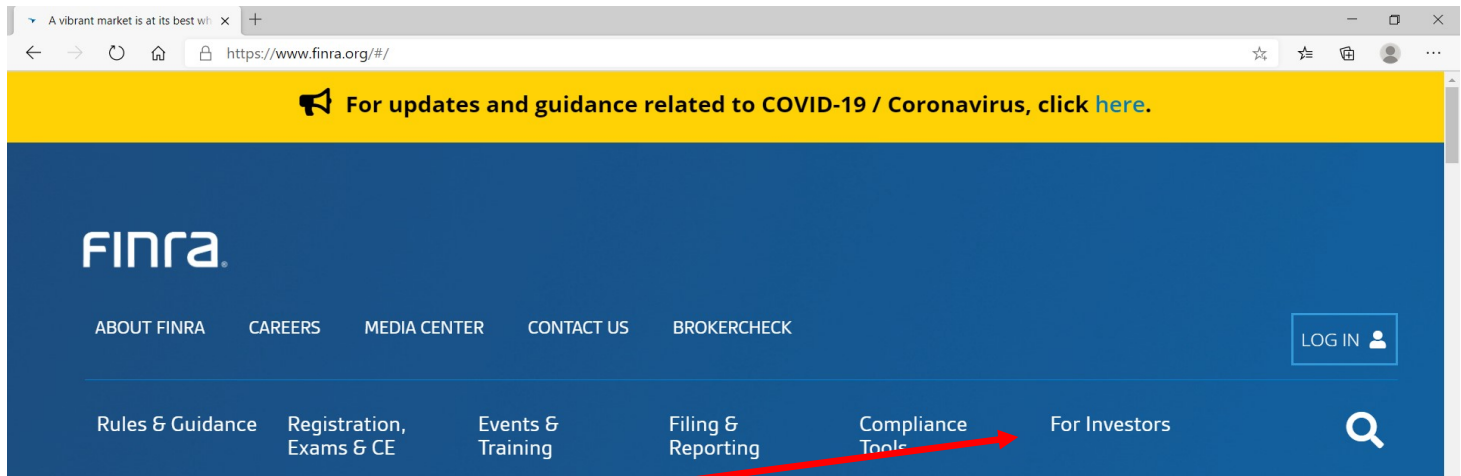 A vibrant market is at its best wh
https://www.finra.org/#/
For updates and guidance related to COVID-19 / Coronavirus, click here.
FINRA
ABOUT FINRA CAREERS MEDIA CENTER CONTACT US BROKERCHECK
LOG IN
Rules & Guidance Registration, Events & Filing & Compliance For Investors
Exams & CE Training Reporting Tools